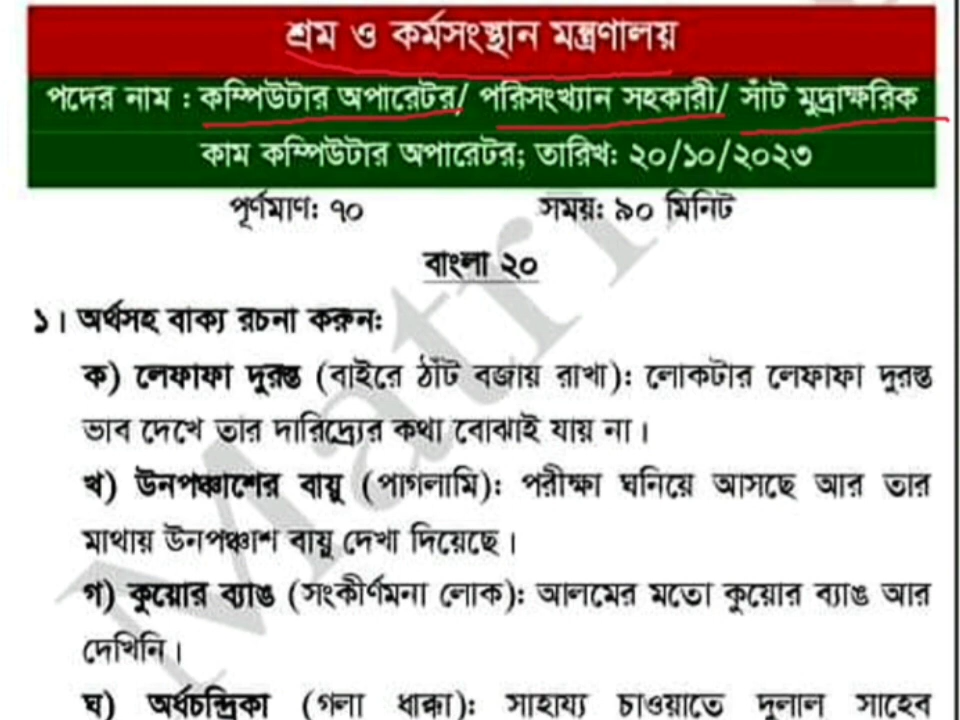 শ্রম ও কর্মসংস্থান মন্ত্রণালয়
পদের নাম : কম্পিউটার অপারেটর/ পরিসংখ্যান সহকারী/ সাঁট মুদ্রাক্ষরিক
কাম কম্পিউটার অপারেটর; তারিখ: ২০/১০/২০২৩
পূর্ণমাণ: ৭০ সময়: ৯০ মিনিট
বাংলা ২০
১। অর্থসহ বাক্য রচনা করুন:
ক) লেফাফা দুরস্ত (বাইরে ঠাঁট বজায় রাখা): লোকটার লেফাফা দুরস্ত
ভাব দেখে তার দারিদ্র্যের কথা বোঝাই যায় না।
খ) উনপঞ্চাশের বায়ু (পাগলামি): পরীক্ষা ঘনিয়ে আসছে আর তার
মাথায় উনপঞ্চাশ বায়ু দেখা দিয়েছে।
গ) কুয়োর ব্যাঙ (সংকীর্ণমনা লোক): আলমের মতো কুয়োর ব্যাঙ আর
দেখিনি।
ঘ) অর্ধচন্দ্রিকা (গলা ধাক্কা): সাহায্য চাওয়াতে দুলাল সাহেব
Matri